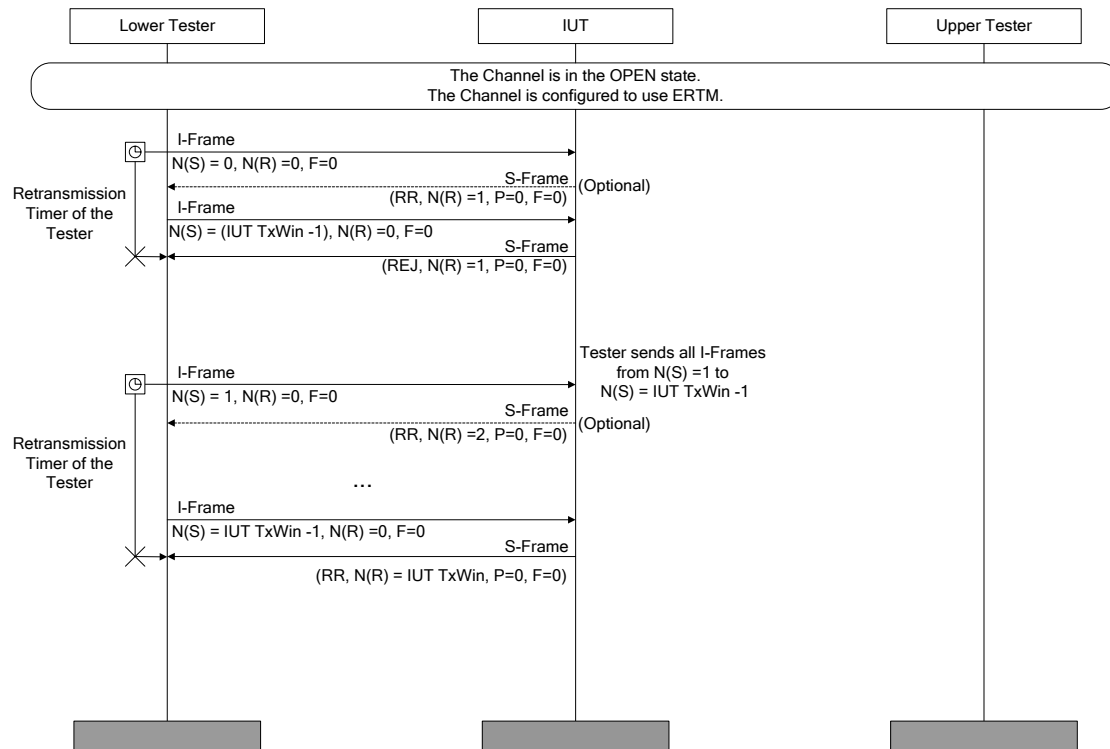 Lower Tester
IUT
Upper Tester
The Channel is in the OPEN state.
The Channel is configured to use ERTM.
I-Frame
N(S) = 0, N(R) =0, F=0
S-Frame
(Optional)
(RR, N(R) =1, P=0, F=0)
Retransmission
Timer of the
Tester
I-Frame
N(S) = (IUT TxWin -1), N(R) =0, F=0
S-Frame
(REJ, N(R) =1, P=0, F=0)
Tester sends all I-Frames
from N(S) =1 to
N(S) = IUT TxWin -1
I-Frame
N(S) = 1, N(R) =0, F=0
S-Frame
(Optional)
(RR, N(R) =2, P=0, F=0)
Retransmission
Timer of the
Tester
...
I-Frame
N(S) = IUT TxWin -1, N(R) =0, F=0
S-Frame
(RR, N(R) = IUT TxWin, P=0, F=0)